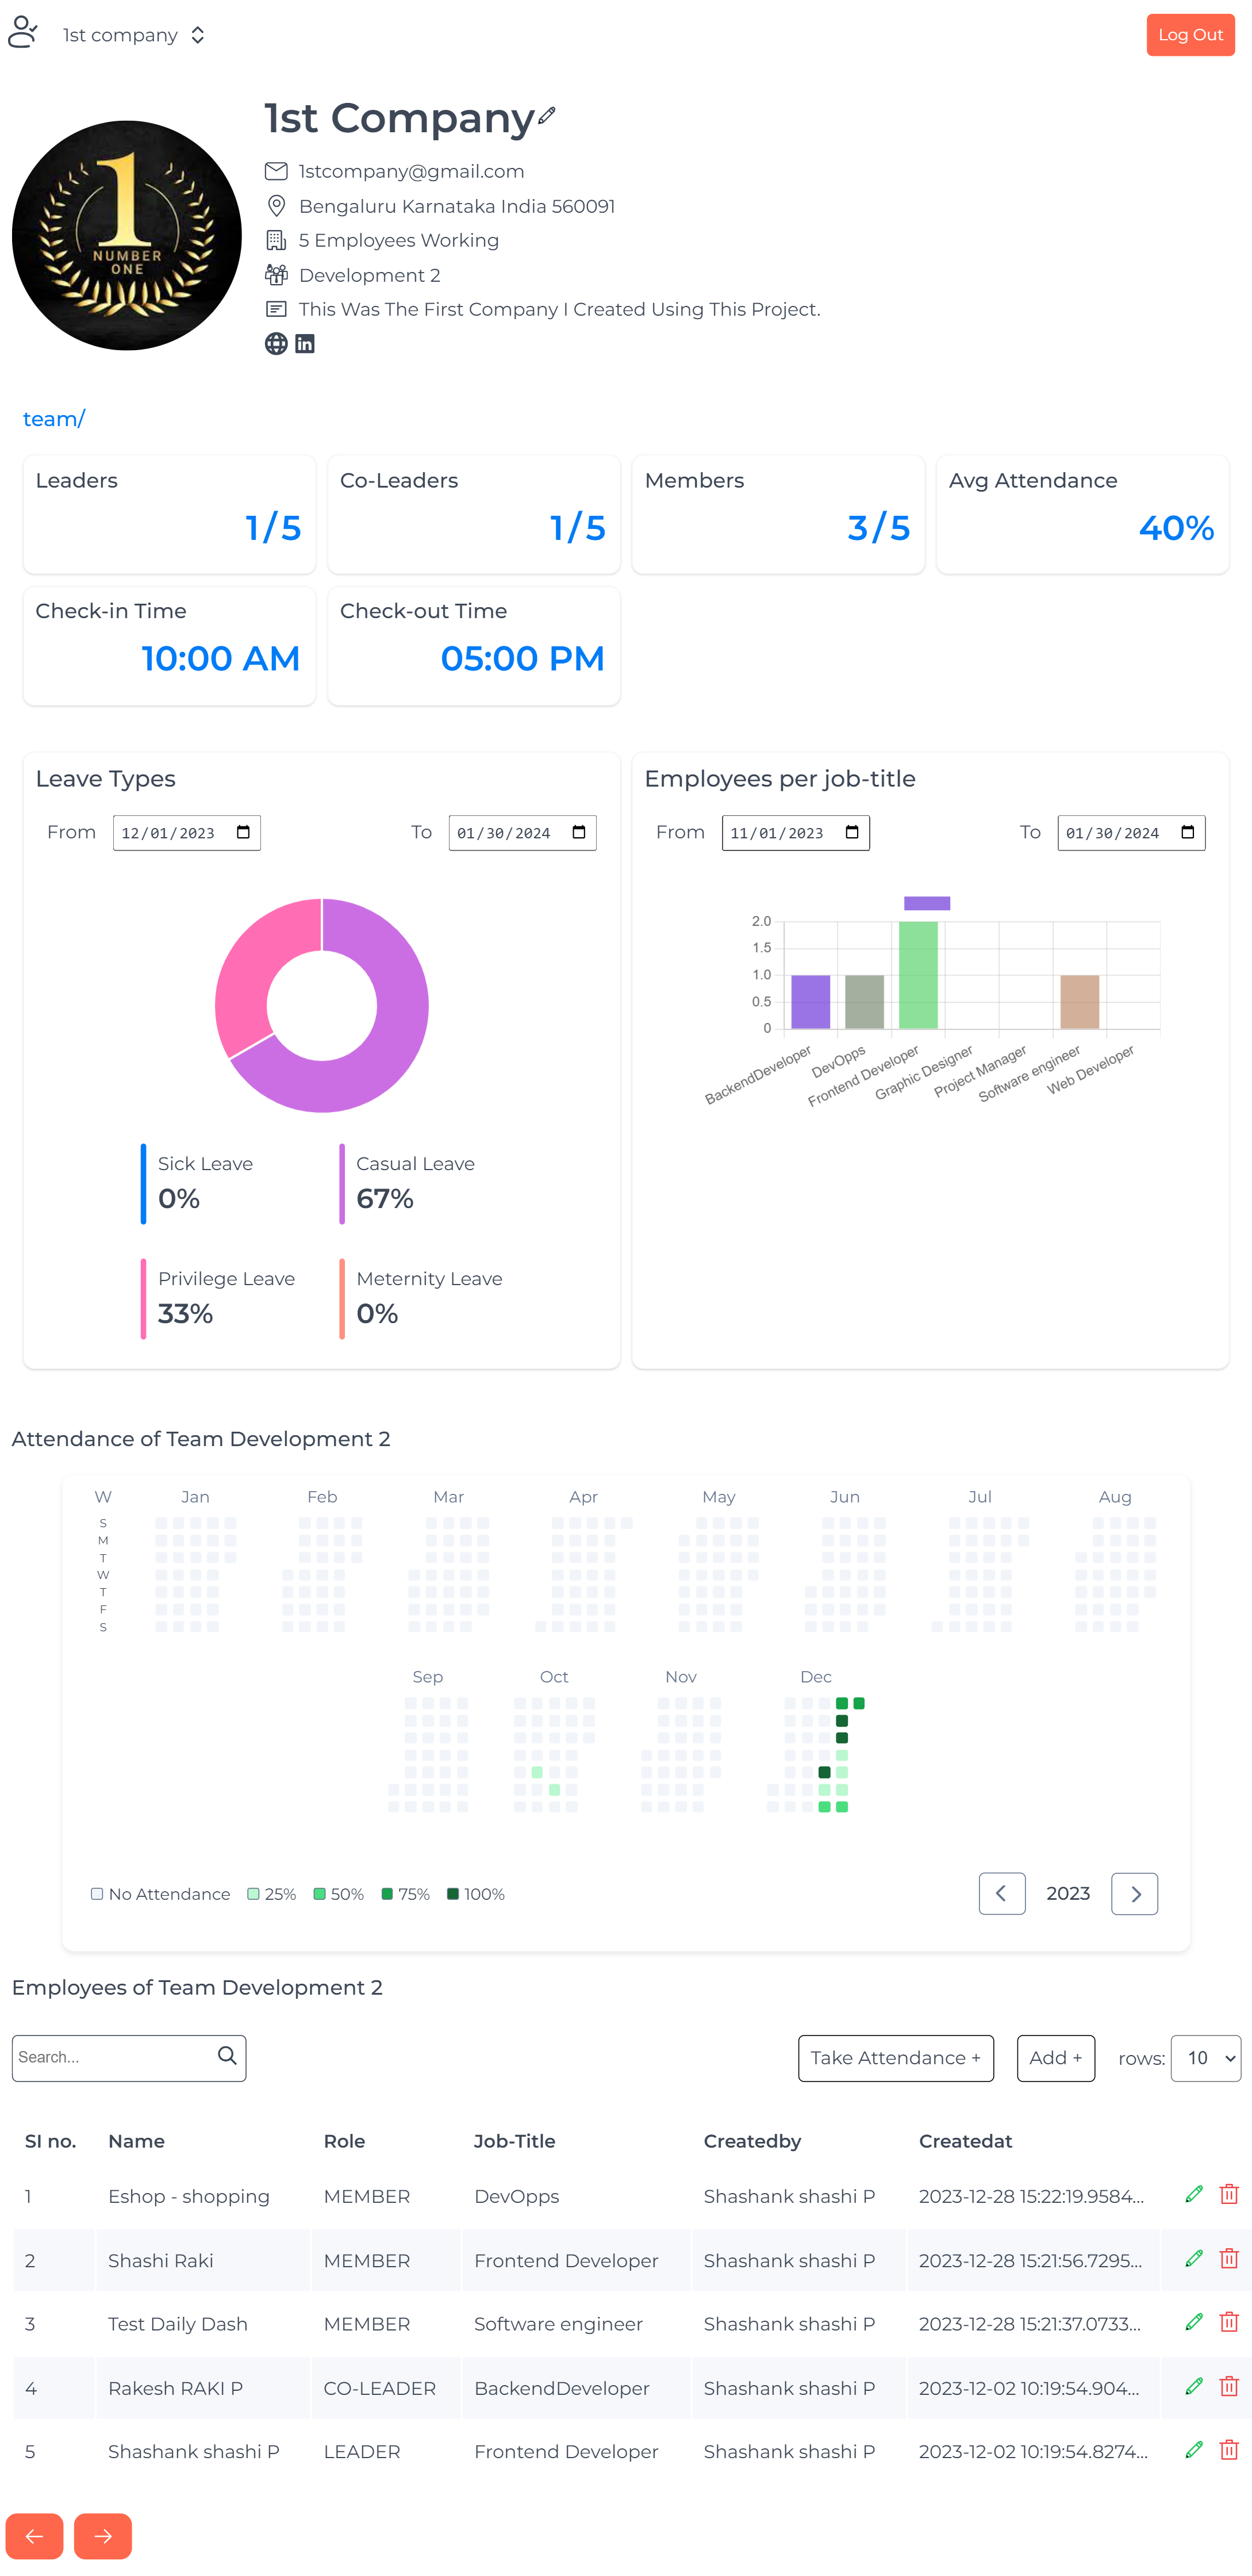 1st company
Log Out
1
NUMBER
ONE
1st Company
1stcompany@gmail.com
Bengaluru Karnataka India 560091
5 Employees Working
Development 2
This Was The First Company I Created Using This Project.
in
team/
Leaders
1/5
Co-Leaders
1/5
Members
3/5
Avg Attendance
40%
Check-in Time
10:00 AM
Check-out Time
05:00 PM
Leave Types
From 12/01/2023 To 01/30/2024
Sick Leave
0%
Casual Leave
67%
Privilege Leave
33%
Meternity Leave
0%
Employees per job-title
From 11/01/2023 To 01/30/2024
2.0
1.5
1.0
0.5
0
BackendDeveloper
DevOpps
Frontend Developer
Graphic Designer
Project Manager
Software engineer
Web Developer
Attendance of Team Development 2
W Jan Feb Mar Apr May Jun Jul Aug
S
M
T
W
T
F
S
Sep Oct Nov Dec
No Attendance 25% 50% 75% 100%
2023
Employees of Team Development 2
Search...
Take Attendance +
Add +
rows: 10
SI no. Name Role Job-Title Createdby Createdat
1 Eshop - shopping MEMBER DevOpps Shashank shashi P 2023-12-28 15:22:19.9584...
2 Shashi Raki MEMBER Frontend Developer Shashank shashi P 2023-12-28 15:21:56.7295...
3 Test Daily Dash MEMBER Software engineer Shashank shashi P 2023-12-28 15:21:37.0733...
4 Rakesh RAKI P CO-LEADER BackendDeveloper Shashank shashi P 2023-12-02 10:19:54.904...
5 Shashank shashi P LEADER Frontend Developer Shashank shashi P 2023-12-02 10:19:54.8274...